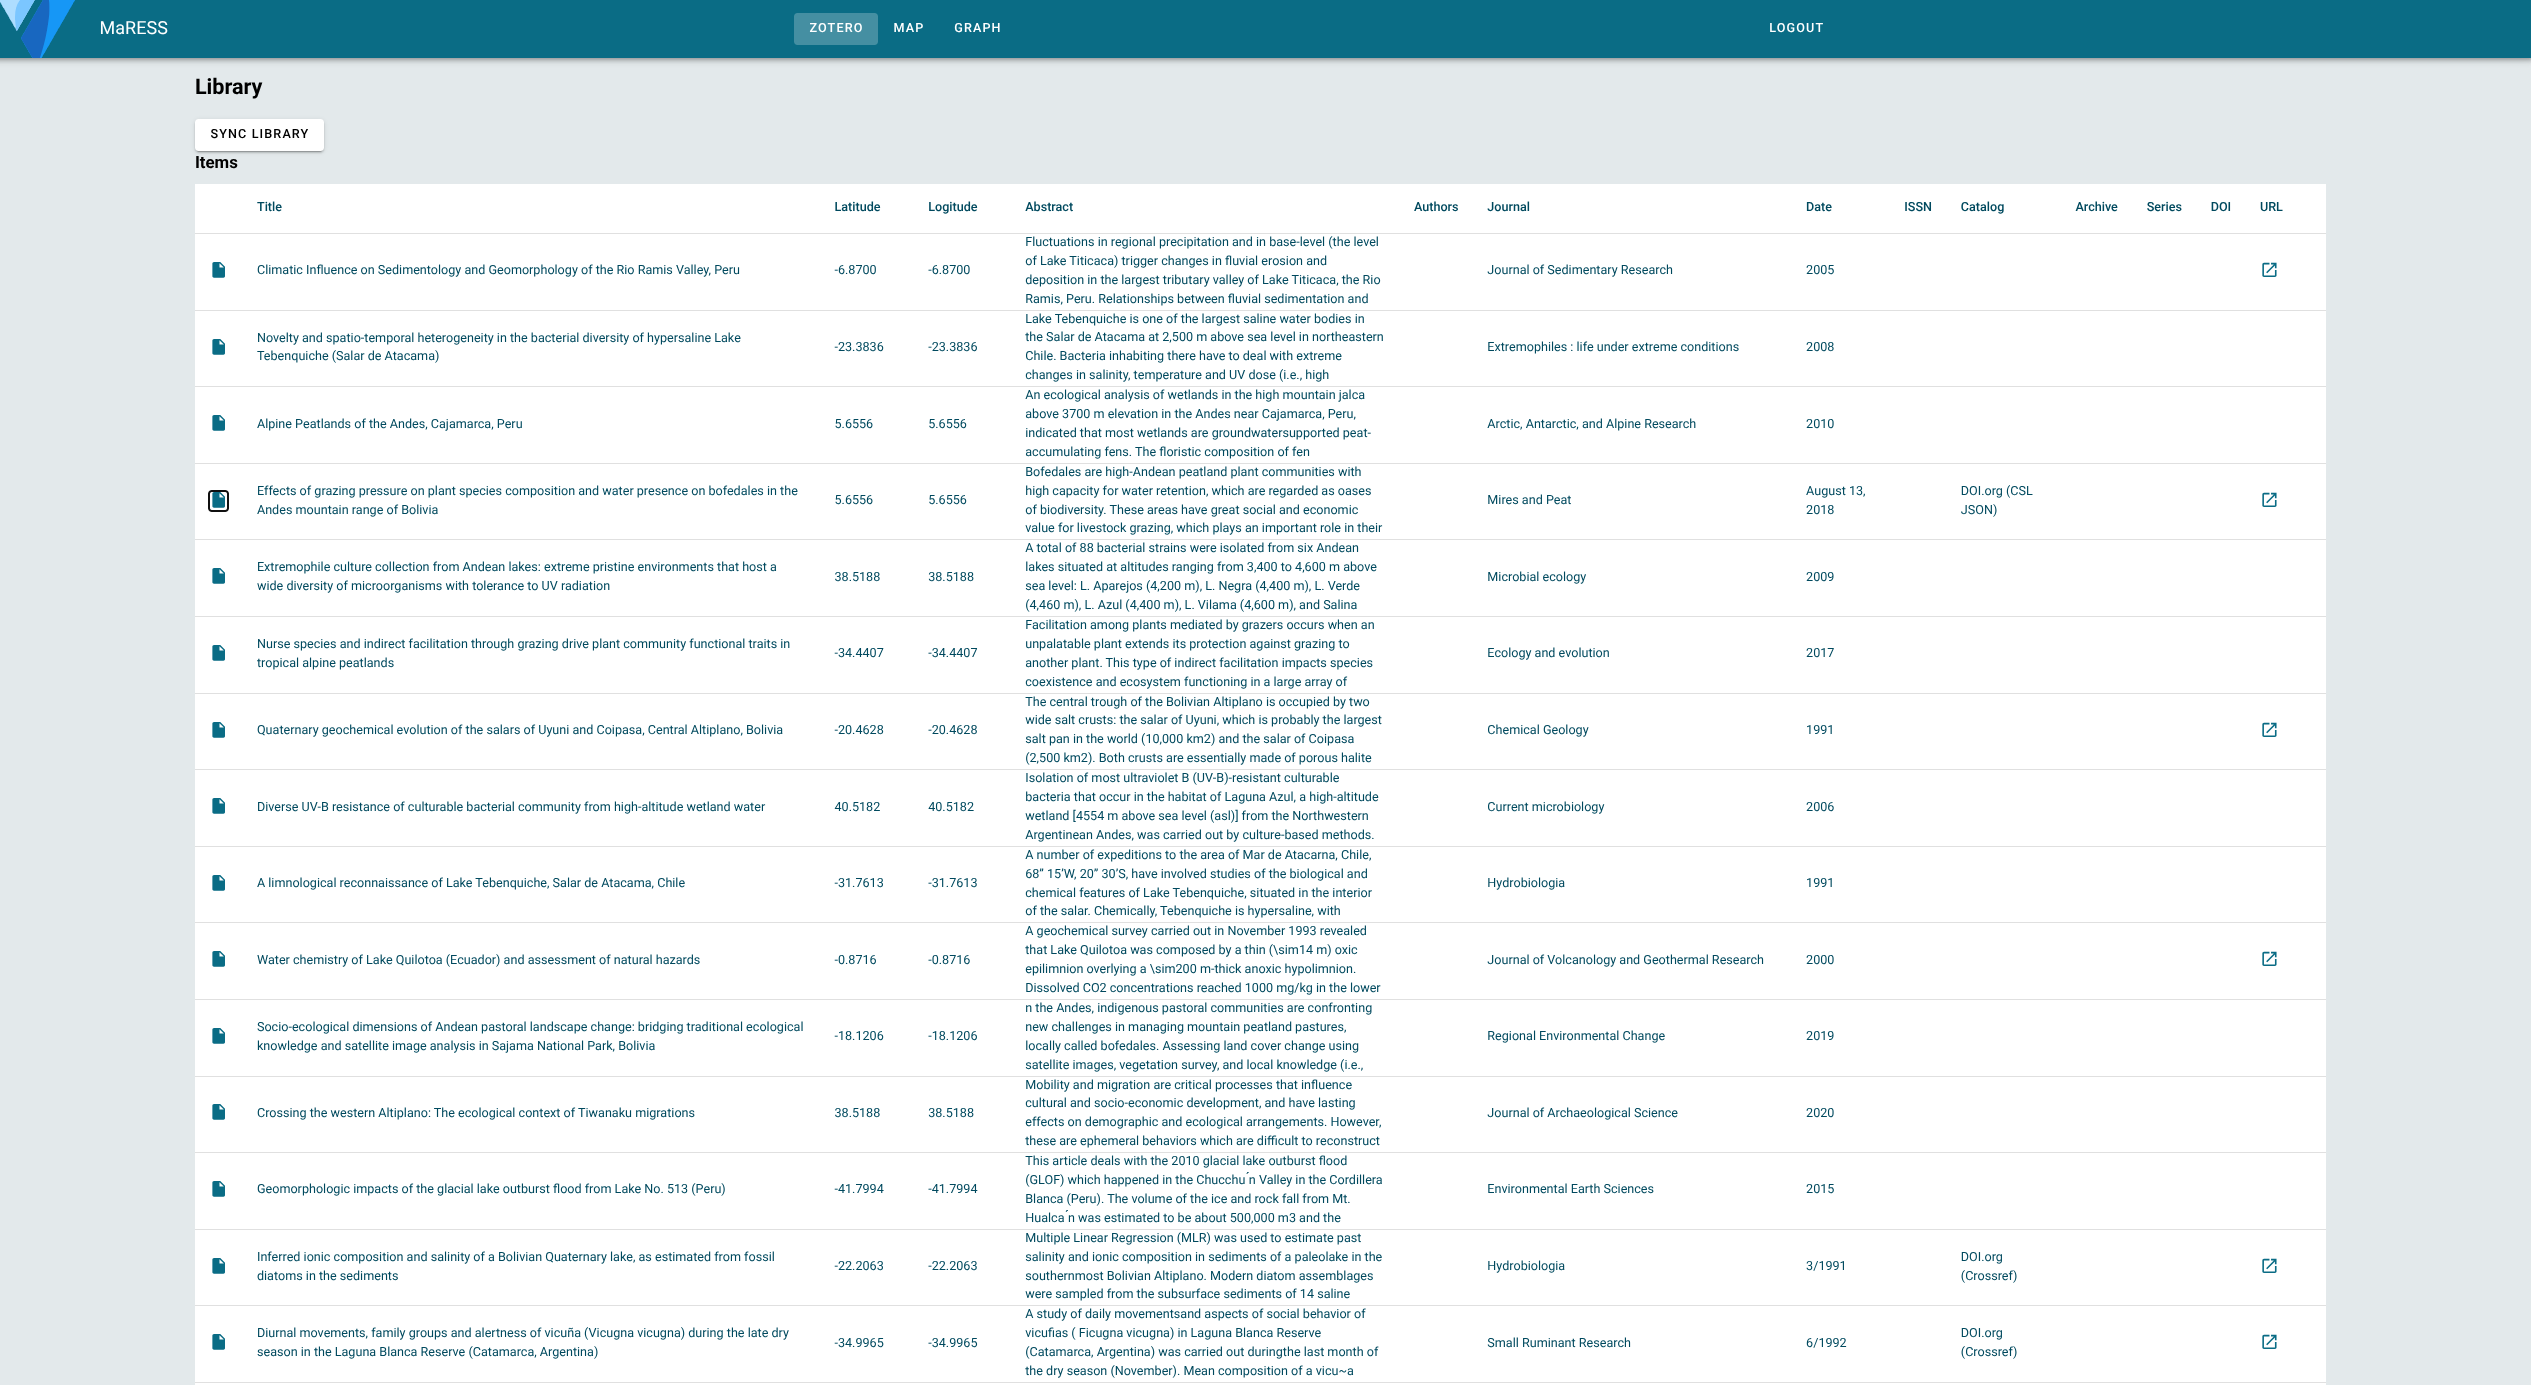 MaRESS
ZOTERO MAP GRAPH LOGOUT
Library
SYNC LIBRARY
Items
Title Latitude Logitude Abstract Authors Journal Date ISSN Catalog Archive Series DOI URL
Climatic Influence on Sedimentology and Geomorphology of the Rio Ramis Valley, Peru
-6.8700
-6.8700
Fluctuations in regional precipitation and in base-level (the level
of Lake Titicaca) trigger changes in fluvial erosion and
deposition in the largest tributary valley of Lake Titicaca, the Rio
Ramis, Peru. Relationships between fluvial sedimentation and
Journal of Sedimentary Research
2005
Novelty and spatio-temporal heterogeneity in the bacterial diversity of hypersaline Lake
Tebenquiche (Salar de Atacama)
-23.3836
-23.3836
Lake Tebenquiche is one of the largest saline water bodies in
the Salar de Atacama at 2,500 m above sea level in northeastern
Chile. Bacteria inhabiting there have to deal with extreme
changes in salinity, temperature and UV dose (i.e., high
Extremophiles : life under extreme conditions
2008
Alpine Peatlands of the Andes, Cajamarca, Peru
5.6556
5.6556
An ecological analysis of wetlands in the high mountain jalca
above 3700 m elevation in the Andes near Cajamarca, Peru,
indicated that most wetlands are groundwatersupported peat-
accumulating fens. The floristic composition of fen
Arctic, Antarctic, and Alpine Research
2010
Effects of grazing pressure on plant species composition and water presence on bofedales in the
Andes mountain range of Bolivia
5.6556
5.6556
Bofedales are high-Andean peatland plant communities with
high capacity for water retention, which are regarded as oases
of biodiversity. These areas have great social and economic
value for livestock grazing, which plays an important role in their
Mires and Peat
August 13,
2018
DOI.org (CSL
JSON)
Extremophile culture collection from Andean lakes: extreme pristine environments that host a
wide diversity of microorganisms with tolerance to UV radiation
38.5188
38.5188
A total of 88 bacterial strains were isolated from six Andean
lakes situated at altitudes ranging from 3,400 to 4,600 m above
sea level: L. Aparejos (4,200 m), L. Negra (4,400 m), L. Verde
(4,460 m), L. Azul (4,400 m), L. Vilama (4,600 m), and Salina
Microbial ecology
2009
Nurse species and indirect facilitation through grazing drive plant community functional traits in
tropical alpine peatlands
-34.4407
-34.4407
Facilitation among plants mediated by grazers occurs when an
unpalatable plant extends its protection against grazing to
another plant. This type of indirect facilitation impacts species
coexistence and ecosystem functioning in a large array of
Ecology and evolution
2017
Quaternary geochemical evolution of the salars of Uyuni and Coipasa, Central Altiplano, Bolivia
-20.4628
-20.4628
The central trough of the Bolivian Altiplano is occupied by two
wide salt crusts: the salar of Uyuni, which is probably the largest
salt pan in the world (10,000 km2) and the salar of Coipasa
(2,500 km2). Both crusts are essentially made of porous halite
Chemical Geology
1991
Diverse UV-B resistance of culturable bacterial community from high-altitude wetland water
40.5182
40.5182
Isolation of most ultraviolet B (UV-B)-resistant culturable
bacteria that occur in the habitat of Laguna Azul, a high-altitude
wetland [4554 m above sea level (asl)] from the Northwestern
Argentinean Andes, was carried out by culture-based methods.
Current microbiology
2006
A limnological reconnaissance of Lake Tebenquiche, Salar de Atacama, Chile
-31.7613
-31.7613
A number of expeditions to the area of Mar de Atacarna, Chile,
68” 15’W, 20” 30’S, have involved studies of the biological and
chemical features of Lake Tebenquiche, situated in the interior
of the salar. Chemically, Tebenquiche is hypersaline, with
Hydrobiologia
1991
Water chemistry of Lake Quilotoa (Ecuador) and assessment of natural hazards
-0.8716
-0.8716
A geochemical survey carried out in November 1993 revealed
that Lake Quilotoa was composed by a thin (\sim14 m) oxic
epilimnion overlying a \sim200 m-thick anoxic hypolimnion.
Dissolved CO2 concentrations reached 1000 mg/kg in the lower
Journal of Volcanology and Geothermal Research
2000
Socio-ecological dimensions of Andean pastoral landscape change: bridging traditional ecological
knowledge and satellite image analysis in Sajama National Park, Bolivia
-18.1206
-18.1206
n the Andes, indigenous pastoral communities are confronting
new challenges in managing mountain peatland pastures,
locally called bofedales. Assessing land cover change using
satellite images, vegetation survey, and local knowledge (i.e.,
Regional Environmental Change
2019
Crossing the western Altiplano: The ecological context of Tiwanaku migrations
38.5188
38.5188
Mobility and migration are critical processes that influence
cultural and socio-economic development, and have lasting
effects on demographic and ecological arrangements. However,
these are ephemeral behaviors which are difficult to reconstruct
Journal of Archaeological Science
2020
Geomorphologic impacts of the glacial lake outburst flood from Lake No. 513 (Peru)
-41.7994
-41.7994
This article deals with the 2010 glacial lake outburst flood
(GLOF) which happened in the Chucchu´n Valley in the Cordillera
Blanca (Peru). The volume of the ice and rock fall from Mt.
Hualca´n was estimated to be about 500,000 m3 and the
Environmental Earth Sciences
2015
Inferred ionic composition and salinity of a Bolivian Quaternary lake, as estimated from fossil
diatoms in the sediments
-22.2063
-22.2063
Multiple Linear Regression (MLR) was used to estimate past
salinity and ionic composition in sediments of a paleolake in the
southernmost Bolivian Altiplano. Modern diatom assemblages
were sampled from the subsurface sediments of 14 saline
Hydrobiologia
3/1991
DOI.org
(Crossref)
Diurnal movements, family groups and alertness of vicuña (Vicugna vicugna) during the late dry
season in the Laguna Blanca Reserve (Catamarca, Argentina)
-34.9965
-34.9965
A study of daily movementsand aspects of social behavior of
vicufias ( Ficugna vicugna) in Laguna Blanca Reserve
(Catamarca, Argentina) was carried out duringthe last month of
the dry season (November). Mean composition of a vicu~a
Small Ruminant Research
6/1992
DOI.org
(Crossref)